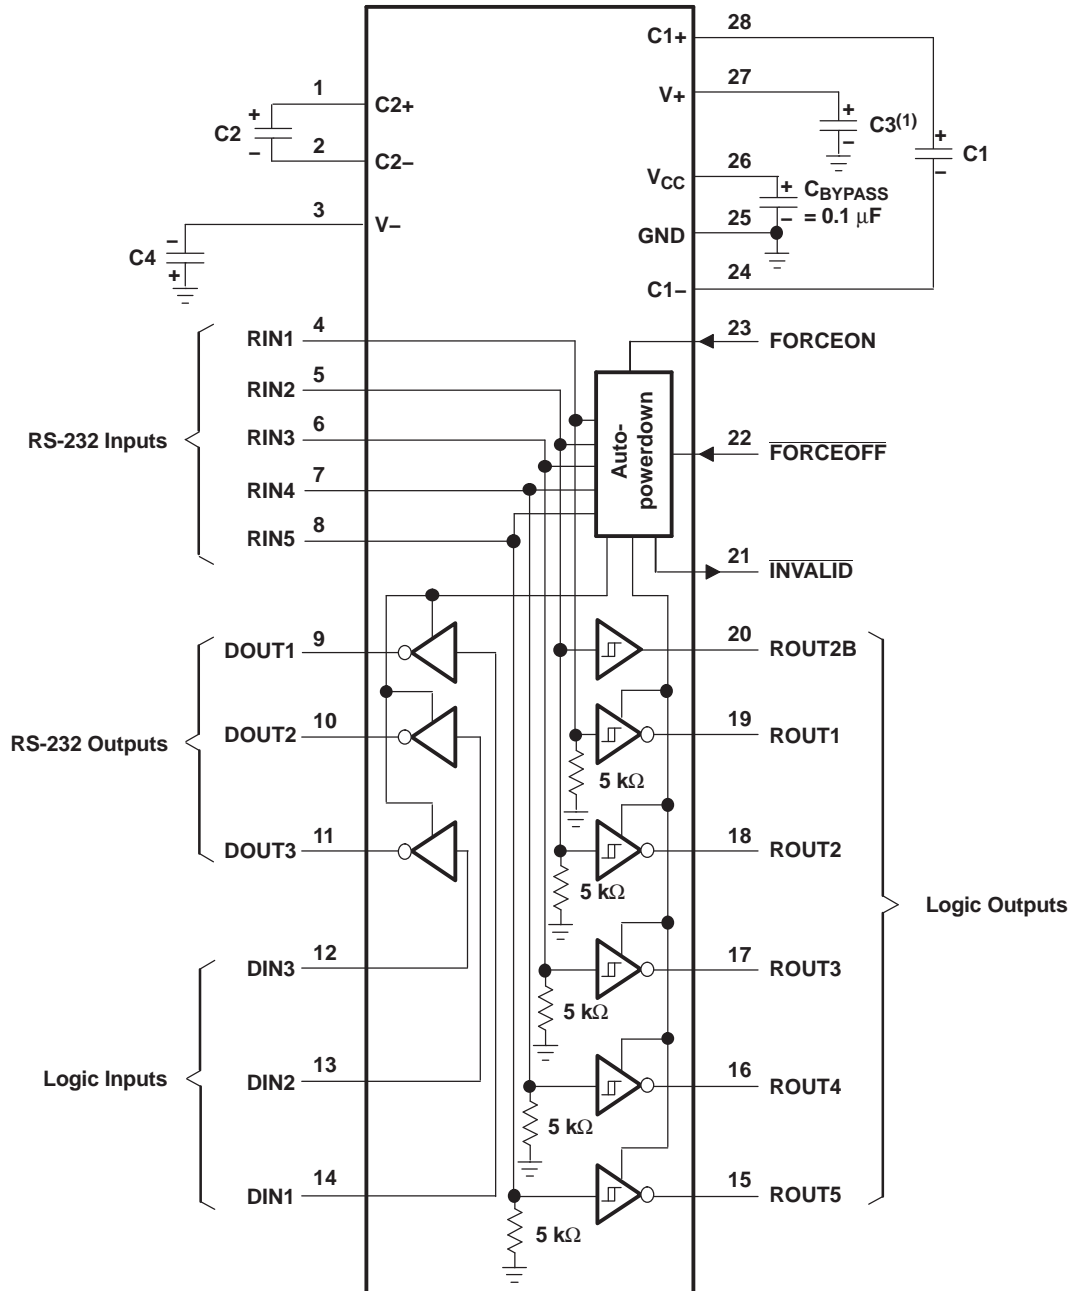 28
C1+
27
V+
1
C2+
+
C2
–
2
C2–
+
C3(1)
–
+
C1
–
26
VCC
+
CBYPASS
–
= 0.1 μF
25
GND
3
V–
–
C4
+
24
C1–
RS-232 Inputs
RIN1
4
RIN2
5
RIN3
6
RIN4
7
RIN5
8
Auto-
powerdown
23
FORCEON
22
FORCEOFF
21
INVALID
RS-232 Outputs
DOUT1
9
DOUT2
10
DOUT3
11
20
ROUT2B
19
ROUT1
5 kΩ
18
ROUT2
5 kΩ
Logic Outputs
17
ROUT3
5 kΩ
16
ROUT4
5 kΩ
15
ROUT5
5 kΩ
Logic Inputs
DIN3
12
DIN2
13
DIN1
14